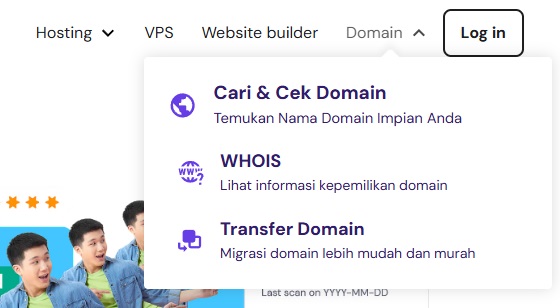 Hosting
VPS
Website builder
Domain
Log in
Cari & Cek Domain
Temukan Nama Domain Impian Anda
WWW ?
WHOIS
Lihat informasi kepemilikan domain
Transfer Domain
Migrasi domain lebih mudah dan murah
Last scan on YYYY-MM-DD